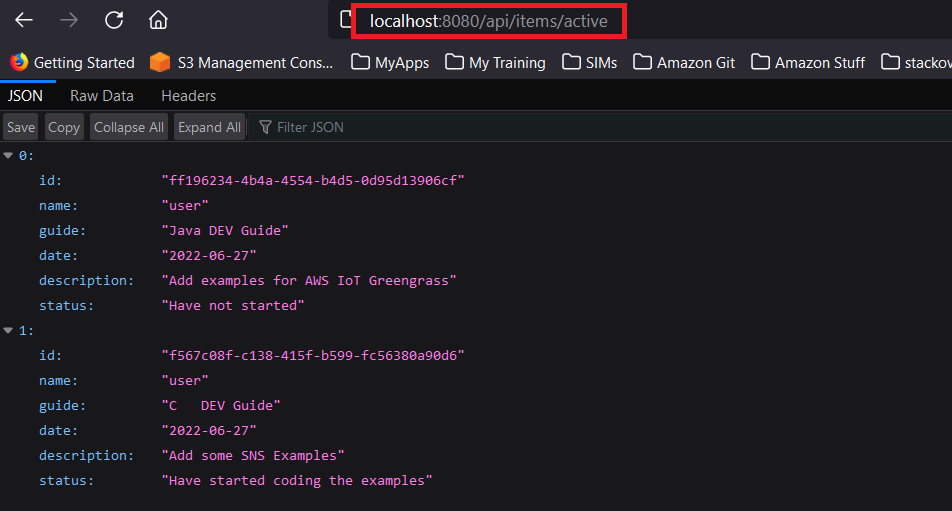 localhost:8080/api/items/active
Getting Started S3 Management Cons... MyApps My Training SIMs Amazon Git Amazon Stuff stackov
JSON Raw Data Headers
Save Copy Collapse All Expand All Filter JSON
0:
id: "ff196234-4b4a-4554-b4d5-0d95d13906cf"
name: "user"
guide: "Java DEV Guide"
date: "2022-06-27"
description: "Add examples for AWS IoT Greengrass"
status: "Have not started"
1:
id: "f567c08f-c138-415f-b599-fc56380a90d6"
name: "user"
guide: "C   DEV Guide"
date: "2022-06-27"
description: "Add some SNS Examples"
status: "Have started coding the examples"